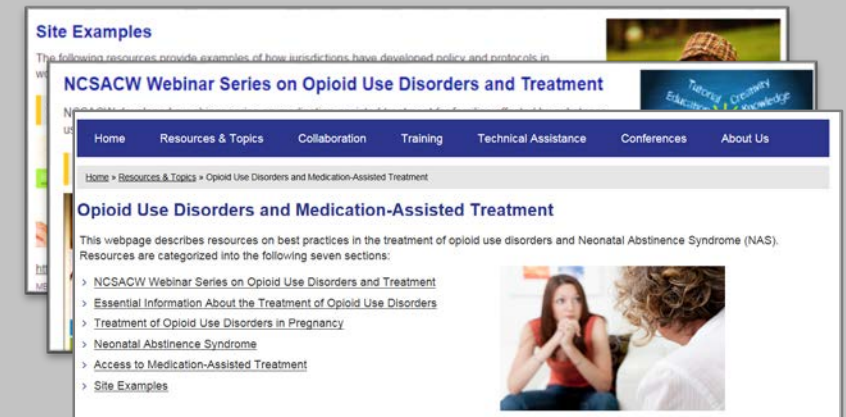 Site Examples
The following resources provide examples of how jurisdictions have developed policy and protocols in
NCSACW Webinar Series on Opioid Use Disorders and Treatment
Tutorial
Creativity
Education
Knowledge
Home Resources & Topics Collaboration Training Technical Assistance Conferences About Us
Home » Resources & Topics » Opioid Use Disorders and Medication-Assisted Treatment
Opioid Use Disorders and Medication-Assisted Treatment
This webpage describes resources on best practices in the treatment of opioid use disorders and Neonatal Abstinence Syndrome (NAS).
Resources are categorized into the following seven sections:
> NCSACW Webinar Series on Opioid Use Disorders and Treatment
> Essential Information About the Treatment of Opioid Use Disorders
> Treatment of Opioid Use Disorders in Pregnancy
> Neonatal Abstinence Syndrome
> Access to Medication-Assisted Treatment
> Site Examples